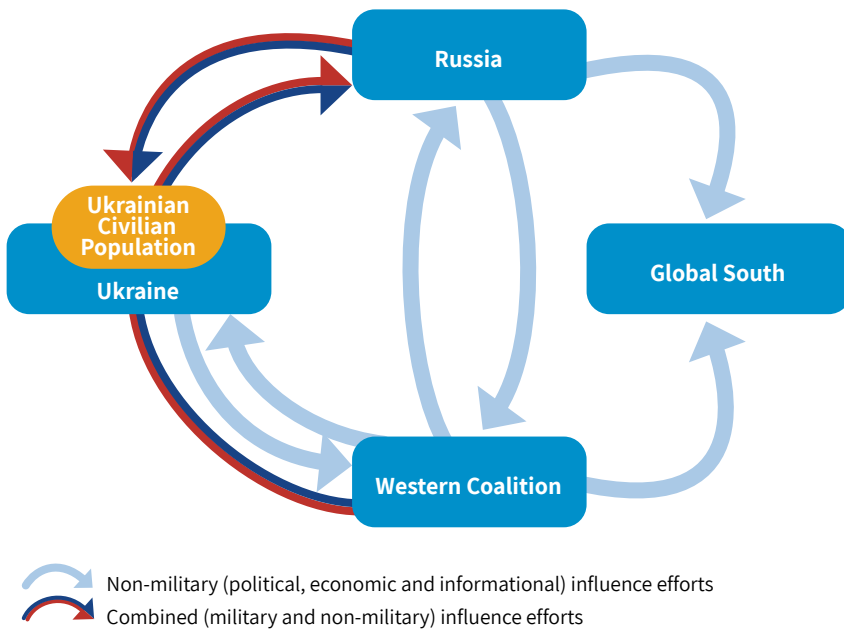 Russia
Ukrainian
Civilian
Population
Ukraine
Global South
Western Coalition
Non-military (political, economic and informational) influence efforts
Combined (military and non-military) influence efforts